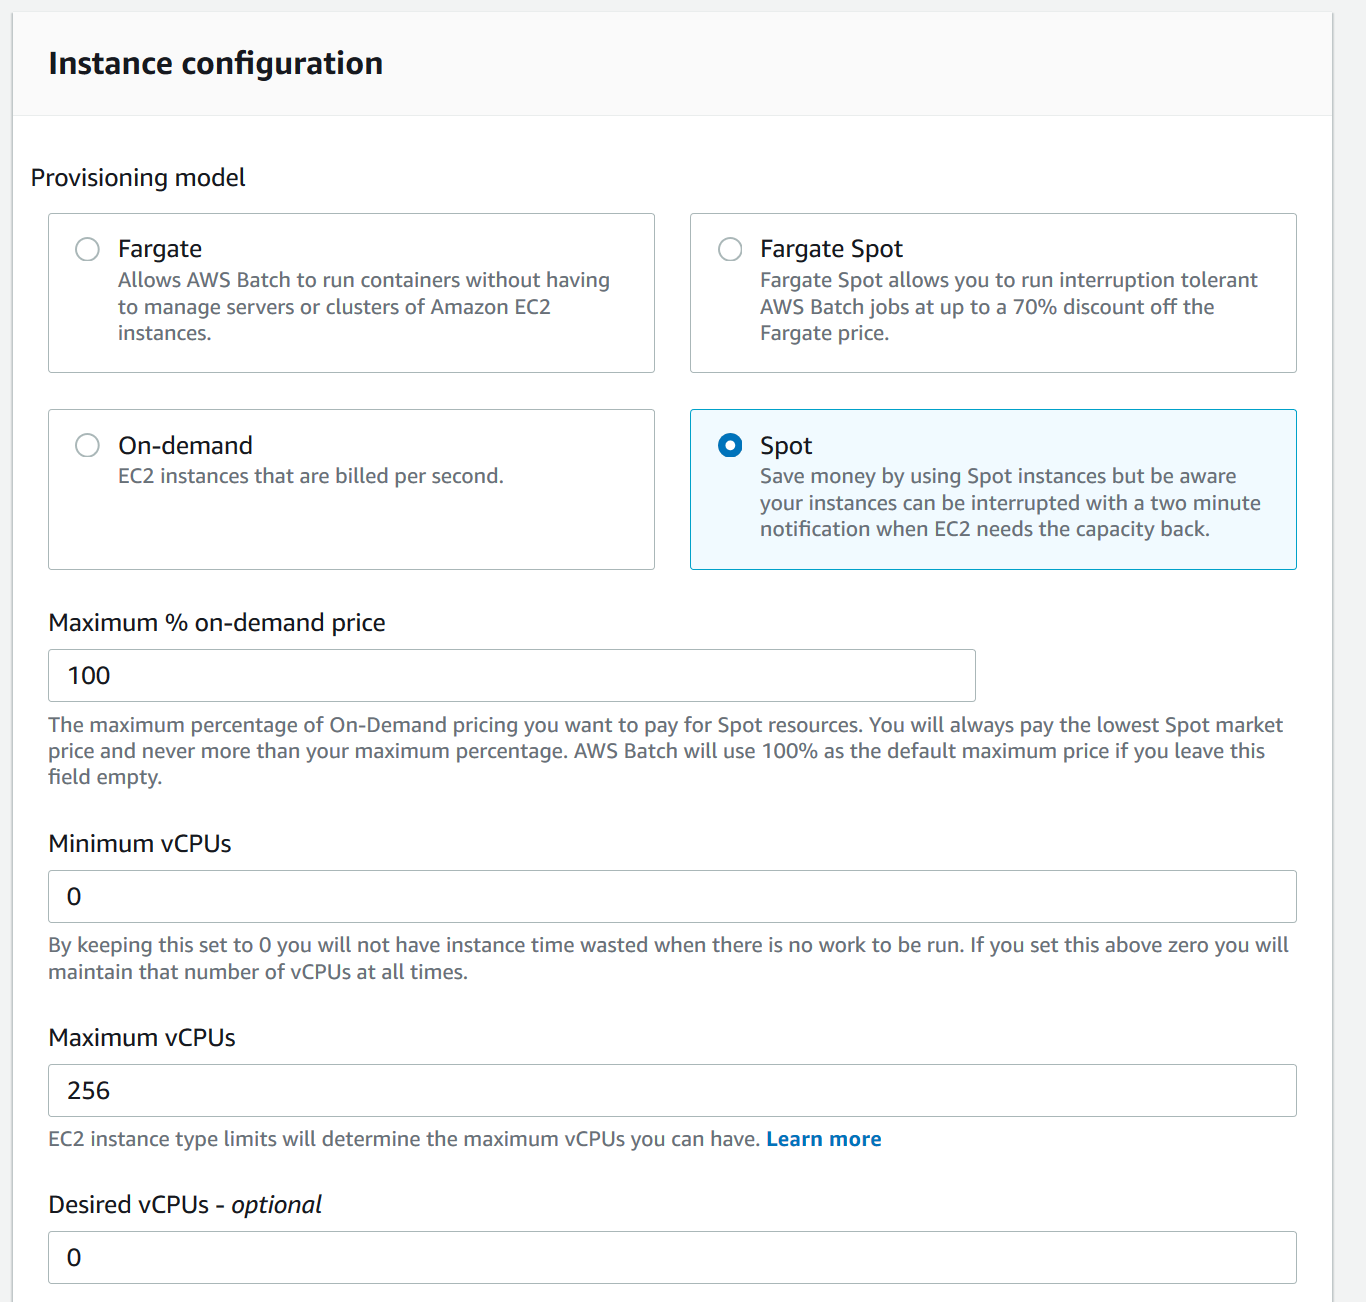 Instance configuration
Provisioning model
Fargate
Allows AWS Batch to run containers without having
to manage servers or clusters of Amazon EC2
instances.
Fargate Spot
Fargate Spot allows you to run interruption tolerant
AWS Batch jobs at up to a 70% discount off the
Fargate price.
On-demand
EC2 instances that are billed per second.
Spot
Save money by using Spot instances but be aware
your instances can be interrupted with a two minute
notification when EC2 needs the capacity back.
Maximum % on-demand price
100
The maximum percentage of On-Demand pricing you want to pay for Spot resources. You will always pay the lowest Spot market
price and never more than your maximum percentage. AWS Batch will use 100% as the default maximum price if you leave this
field empty.
Minimum vCPUs
0
By keeping this set to 0 you will not have instance time wasted when there is no work to be run. If you set this above zero you will
maintain that number of vCPUs at all times.
Maximum vCPUs
256
EC2 instance type limits will determine the maximum vCPUs you can have. Learn more
Desired vCPUs - optional
0